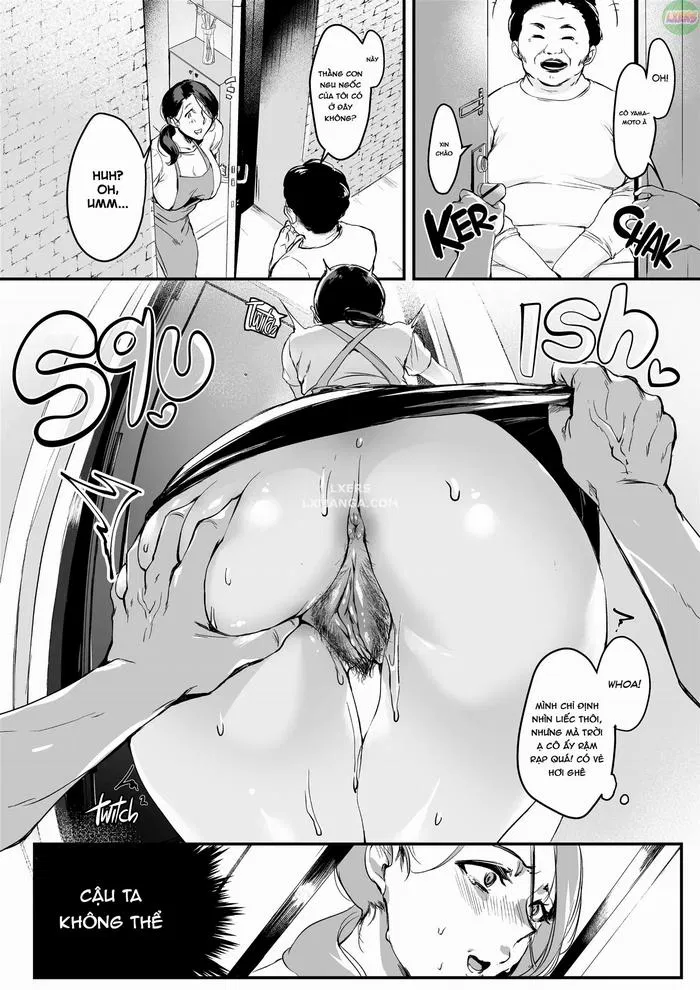 LXERS
OH!
CÔ YAMA-
MOTO À
XIN
CHÀO
KER-
CHAK
NÀY
THẰNG CON
NGU NGỐC
CỦA TÔI CÓ
Ở ĐÂY
KHÔNG?
HUH?
OH,
UMM...
Twitch
Squ
ish
LXERS
LXMANGA.COM
WHOA!
MÌNH CHỈ ĐỊNH
NHÌN LIẾC THÔI,
NHƯNG MÀ TRỜI
Ạ CÔ ẤY RẬM
RẠP QUÁ! CÓ VẺ
HƠI GHÊ
twitch
CẬU TA
KHÔNG THỂ